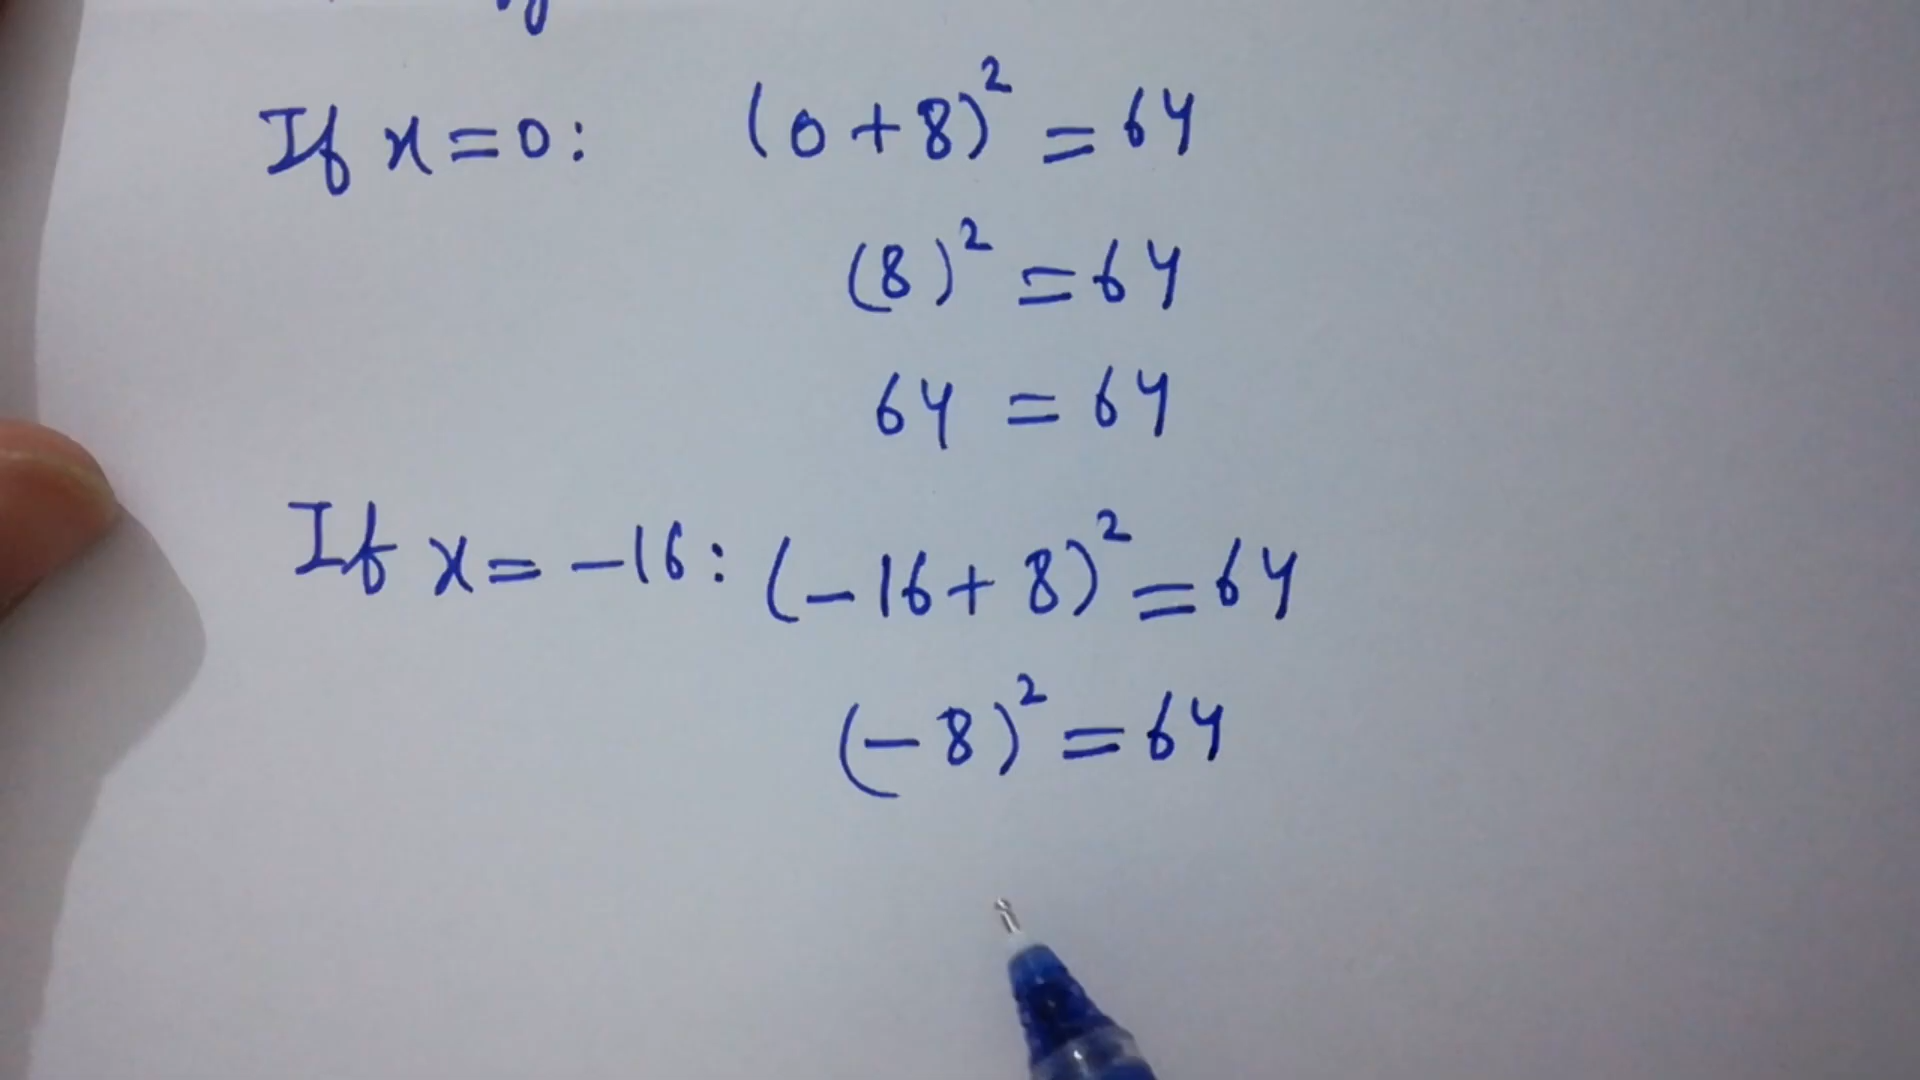 If x=0: (0+8)² = 64
(8)² = 64
64 = 64
If x= -16: (-16+8)² = 64
(-8)² = 64